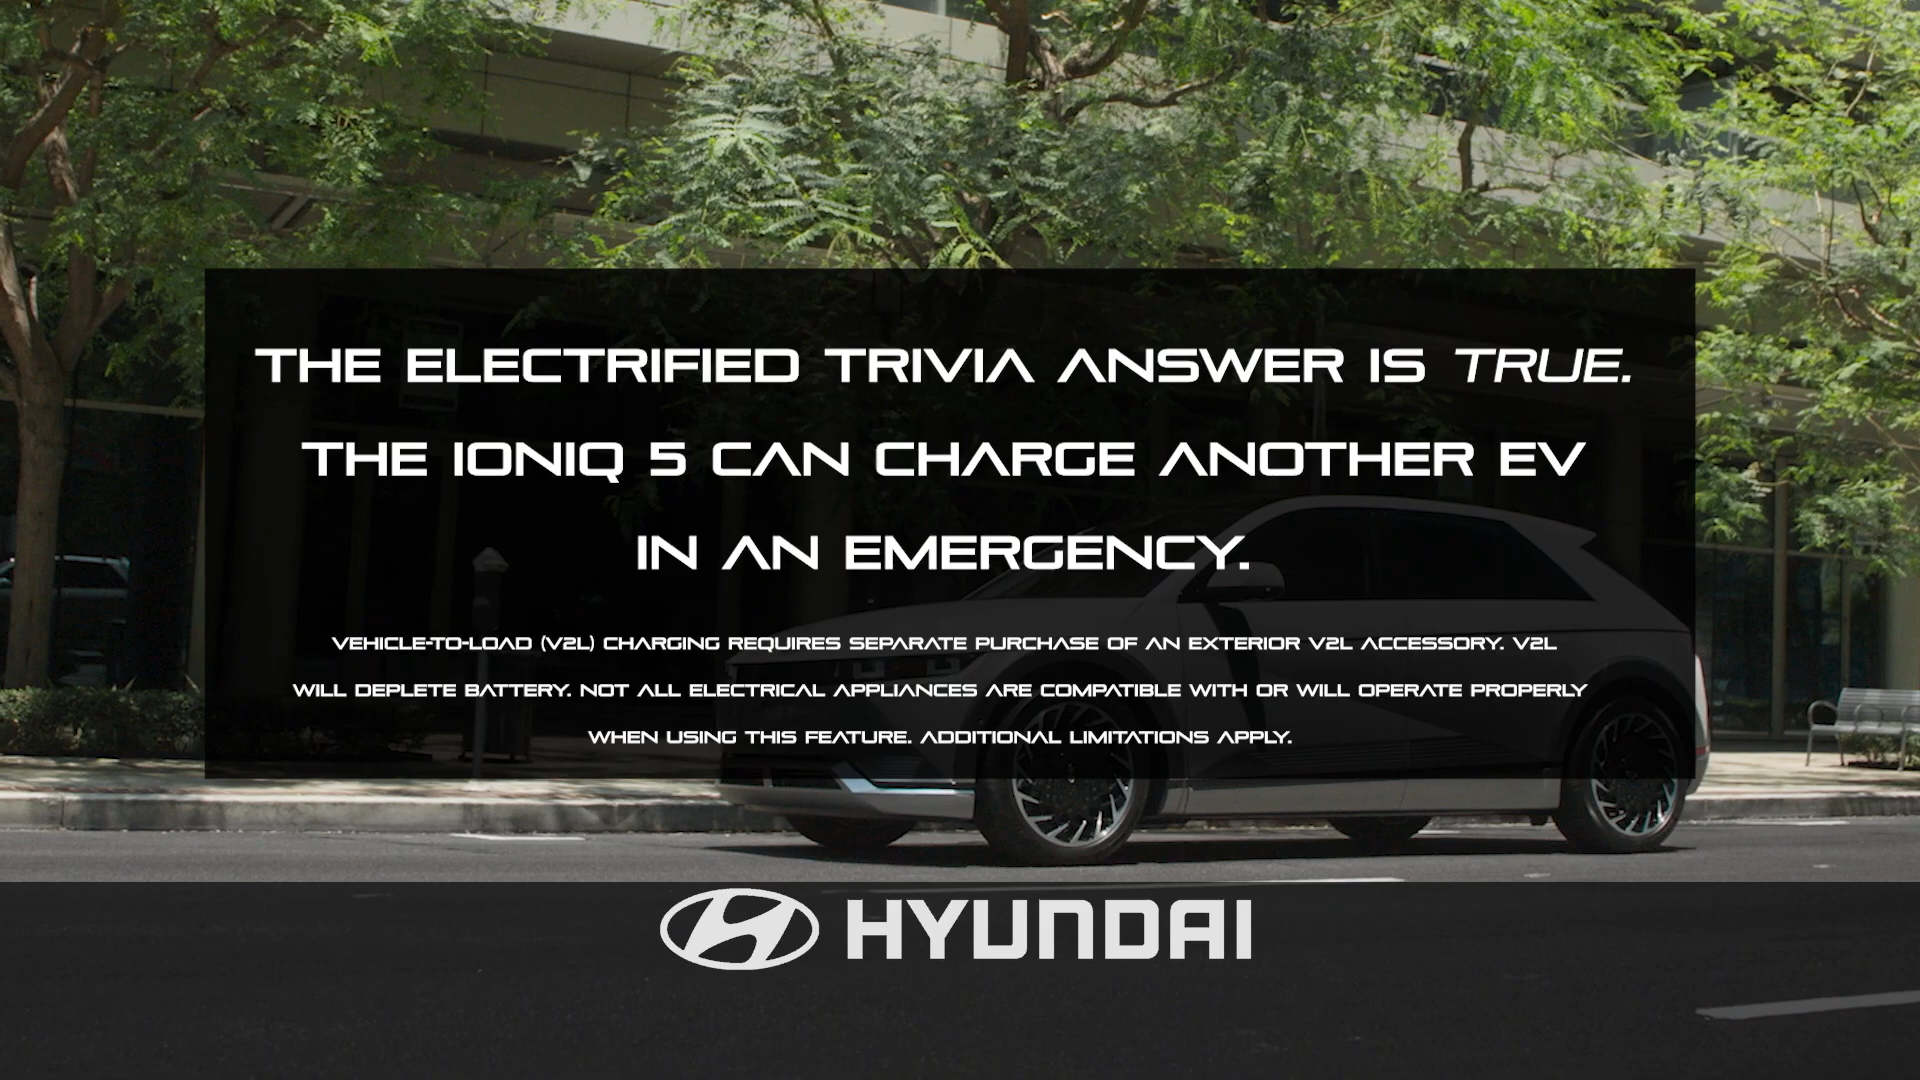 THE ELECTRIFIED TRIVIA ANSWER IS TRUE.
THE IONIQ 5 CAN CHARGE ANOTHER EV
IN AN EMERGENCY.
VEHICLE-TO-LOAD (V2L) CHARGING REQUIRES SEPARATE PURCHASE OF AN EXTERIOR V2L ACCESSORY. V2L
WILL DEPLETE BATTERY. NOT ALL ELECTRICAL APPLIANCES ARE COMPATIBLE WITH OR WILL OPERATE PROPERLY
WHEN USING THIS FEATURE. ADDITIONAL LIMITATIONS APPLY.
HYUNDAI